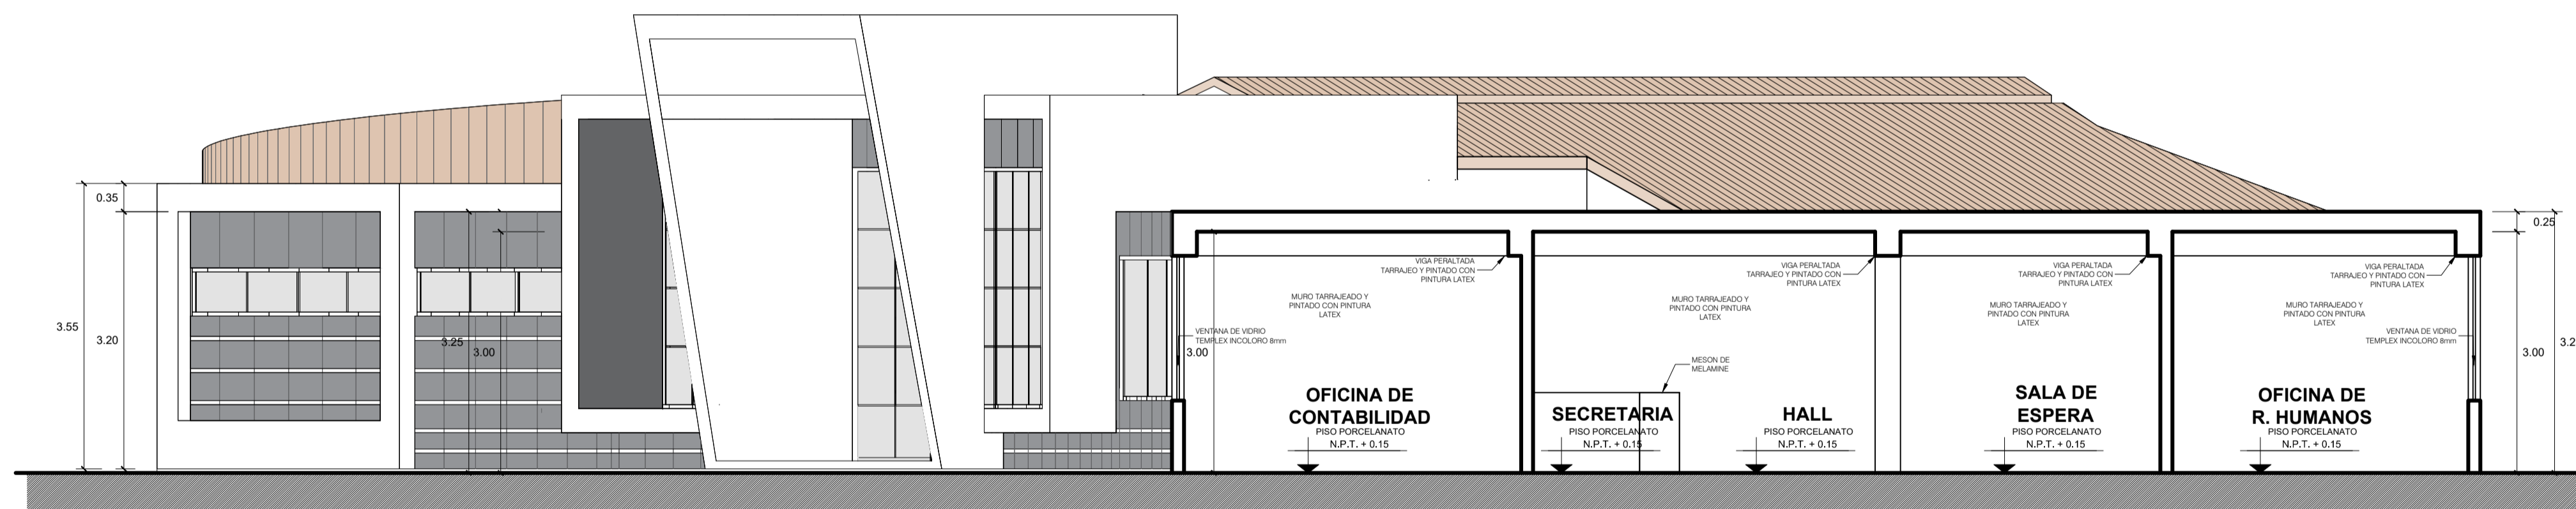 0.35
3.55
3.20
3.25
3.00
VIGA PERALTADA
TARRAJEO Y PINTADO CON
PINTURA LATEX
MURO TARRAJEADO Y
PINTADO CON PINTURA
LATEX
VENTANA DE VIDRIO
TEMPLEX INCOLORO 8mm
3.00
OFICINA DE
CONTABILIDAD
PISO PORCELANATO
N.P.T. + 0.15
VIGA PERALTADA
TARRAJEO Y PINTADO CON
PINTURA LATEX
MURO TARRAJEADO Y
PINTADO CON PINTURA
LATEX
MESON DE
MELAMINE
SECRETARIA
PISO PORCELANATO
N.P.T. + 0.15
HALL
PISO PORCELANATO
N.P.T. + 0.15
VIGA PERALTADA
TARRAJEO Y PINTADO CON
PINTURA LATEX
MURO TARRAJEADO Y
PINTADO CON PINTURA
LATEX
SALA DE
ESPERA
PISO PORCELANATO
N.P.T. + 0.15
VIGA PERALTADA
TARRAJEO Y PINTADO CON
PINTURA LATEX
MURO TARRAJEADO Y
PINTADO CON PINTURA
LATEX
VENTANA DE VIDRIO
TEMPLEX INCOLORO 8mm
OFICINA DE
R. HUMANOS
PISO PORCELANATO
N.P.T. + 0.15
0.25
3.00
3.2